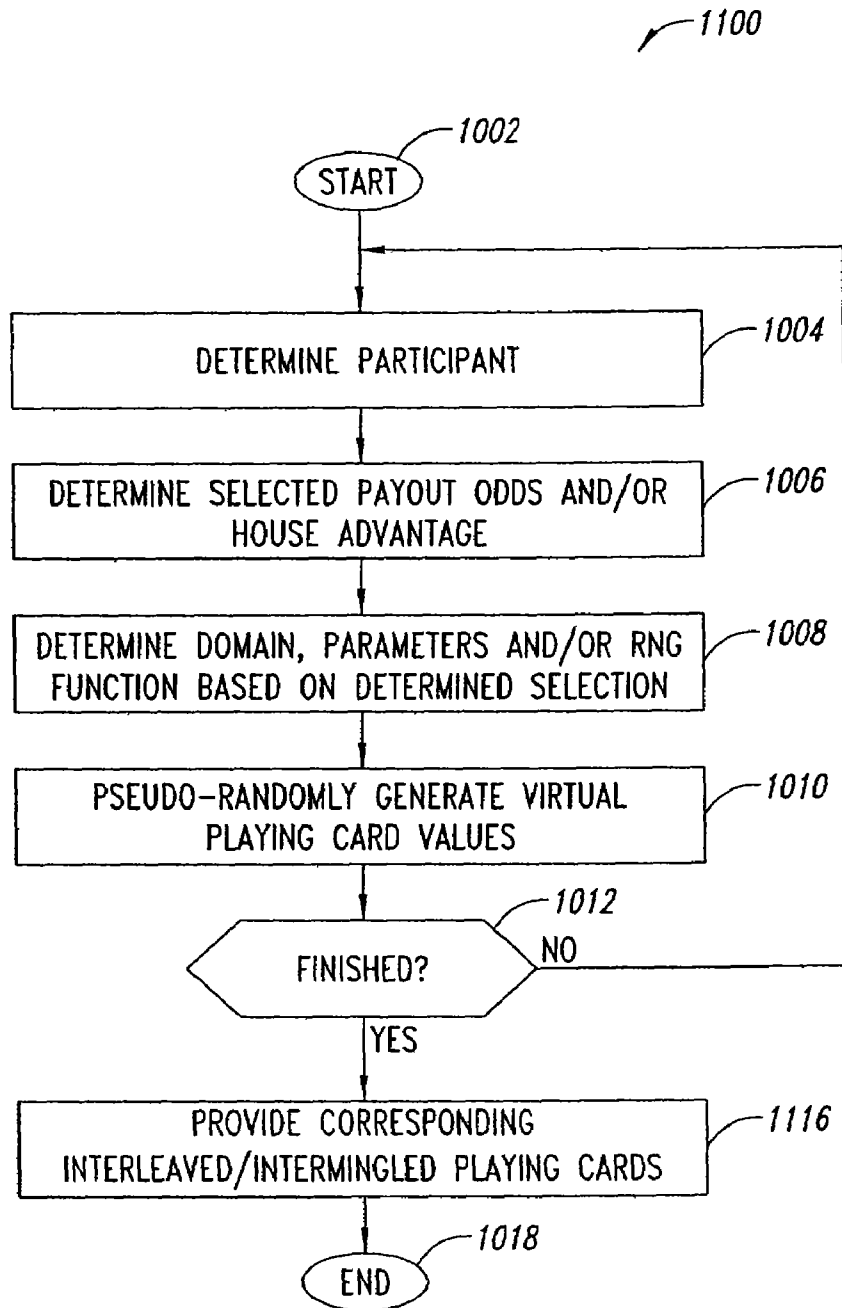 1100
1002
START
DETERMINE PARTICIPANT
1004
DETERMINE SELECTED PAYOUT ODDS AND/OR
HOUSE ADVANTAGE
1006
DETERMINE DOMAIN, PARAMETERS AND/OR RNG
FUNCTION BASED ON DETERMINED SELECTION
1008
PSEUDO-RANDOMLY GENERATE VIRTUAL
PLAYING CARD VALUES
1010
1012
FINISHED?
NO
YES
PROVIDE CORRESPONDING
INTERLEAVED/INTERMINGLED PLAYING CARDS
1116
1018
END